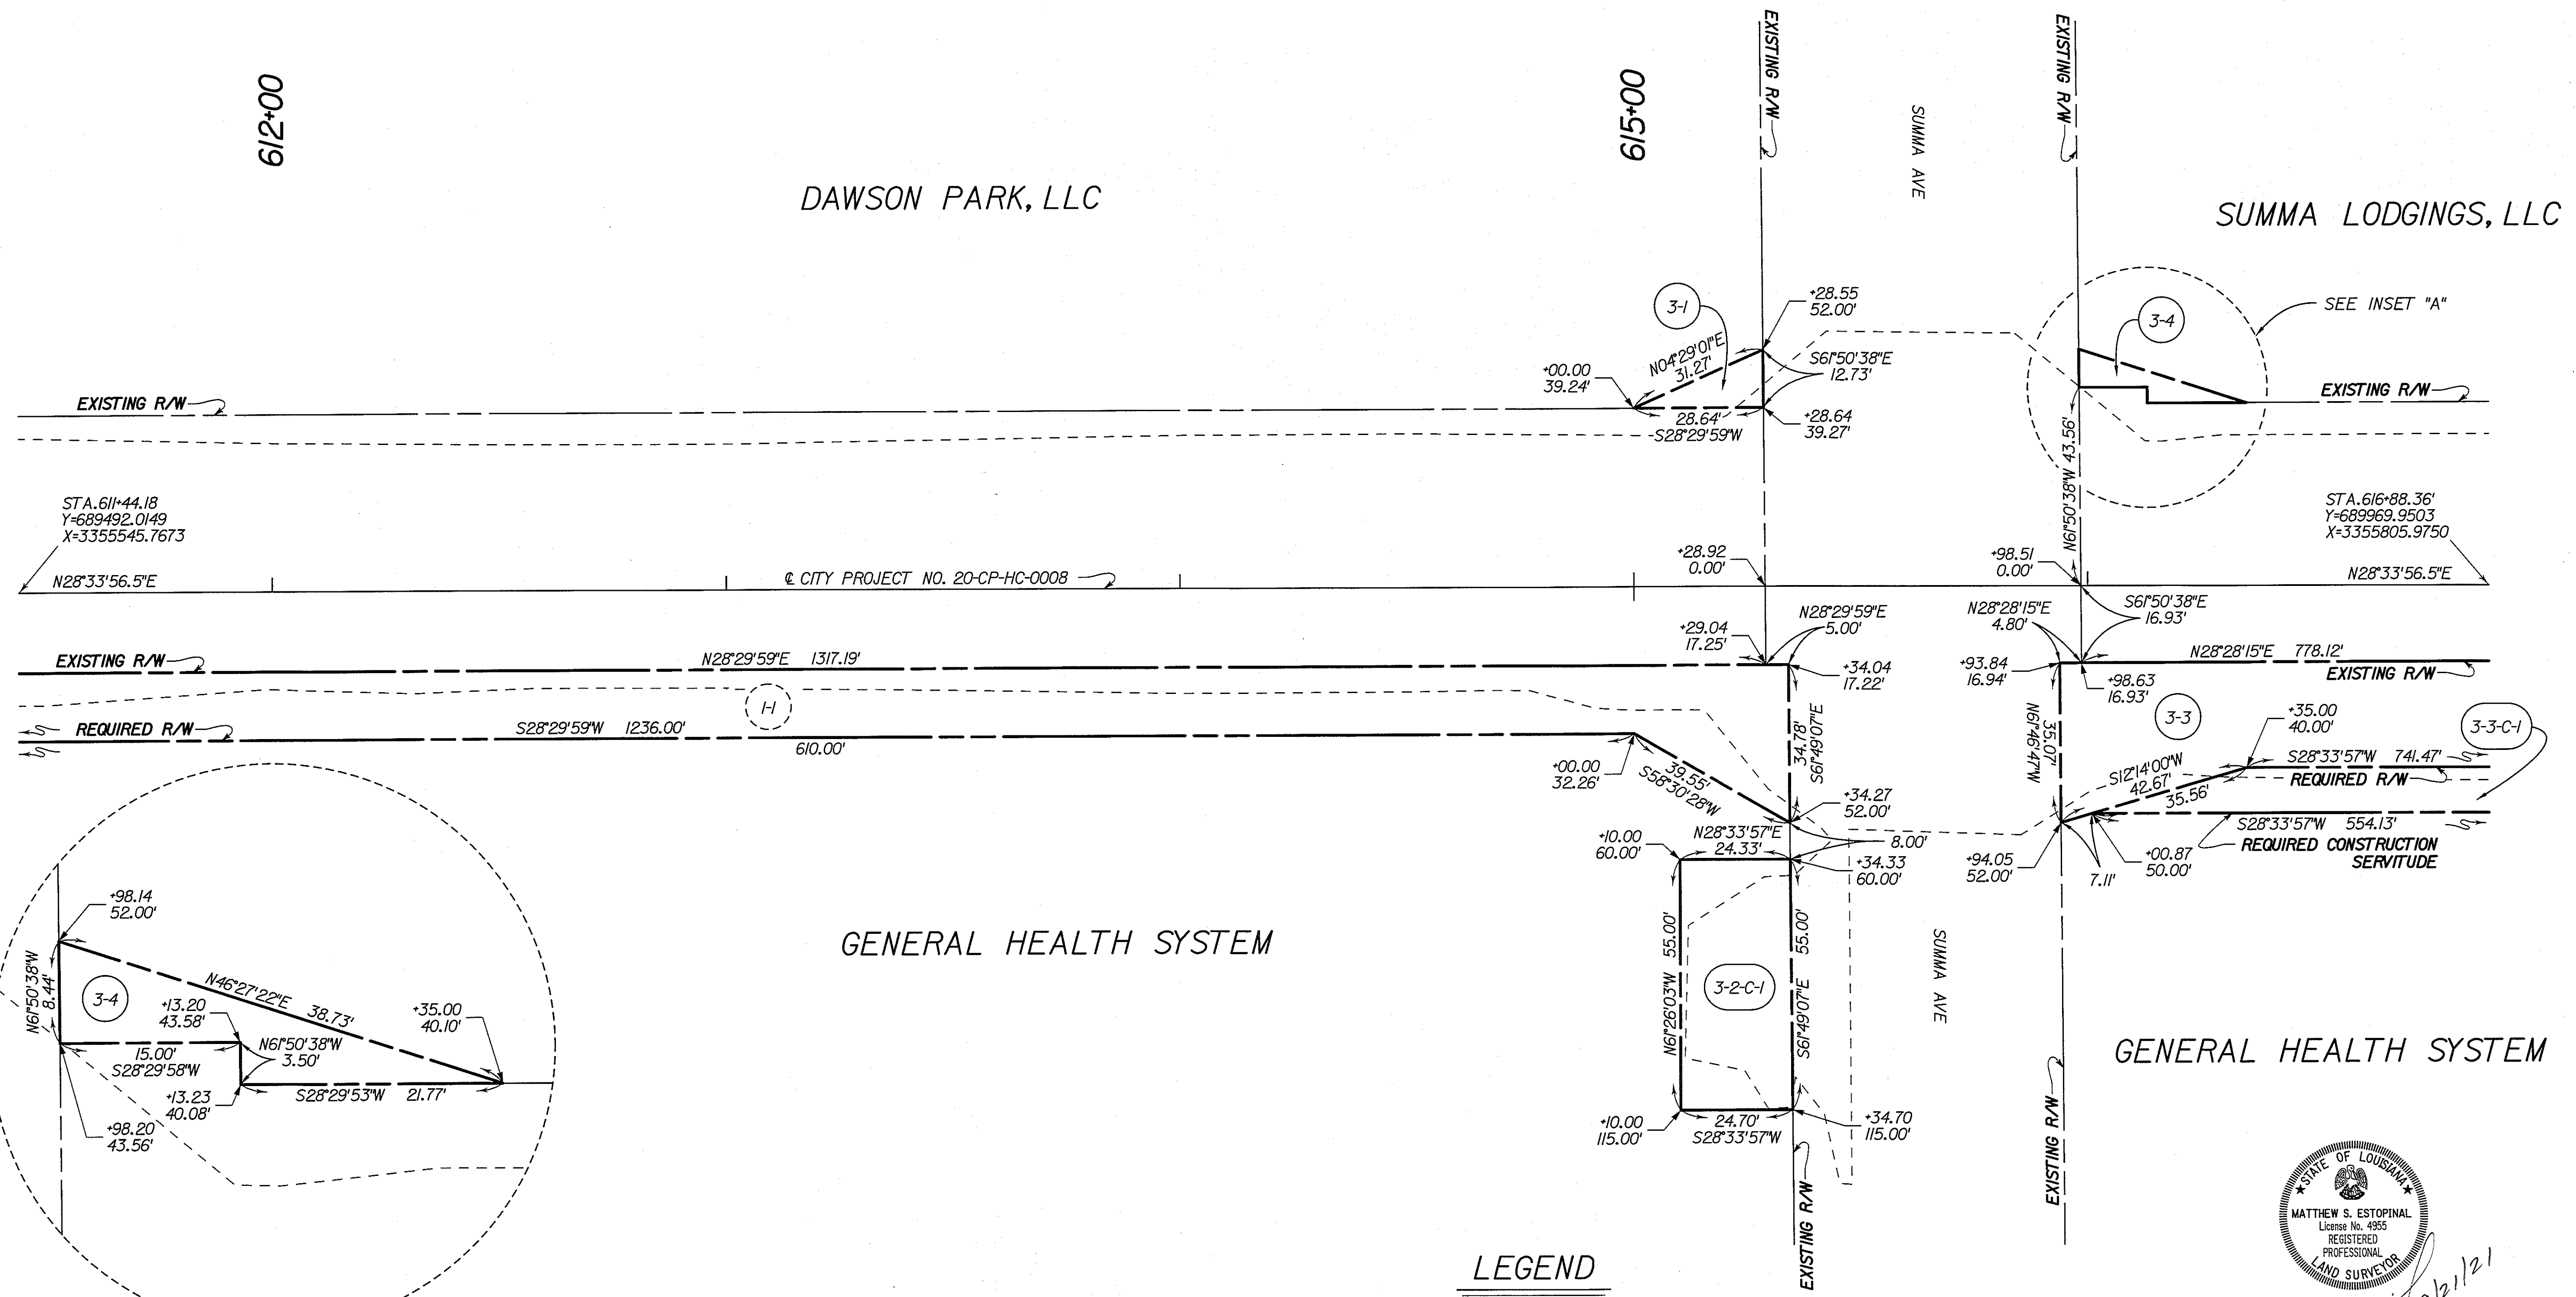 612+00
615+00
EXISTING R/W
SUMMA AVE
EXISTING R/W
DAWSON PARK, LLC
SUMMA LODGINGS, LLC
3-1
+28.55
52.00'
3-4
SEE INSET "A"
N04°29'01"E
31.27'
S61°50'38"E
12.73'
+00.00
39.24'
28.64'
S28°29'59"W
+28.64
39.27'
EXISTING R/W
EXISTING R/W
N61°50'38"W 43.56'
STA.611+44.18
Y=689492.0149
X=3355545.7673
STA.616+88.36'
Y=689969.9503
X=3355805.9750
N28°33'56.5"E
℄ CITY PROJECT NO. 20-CP-HC-0008
+28.92
0.00'
+98.51
0.00'
N28°33'56.5"E
EXISTING R/W
N28°29'59"E 1317.19'
+29.04
17.25'
N28°29'59"E
5.00'
+34.04
17.22'
N28°28'15"E
4.80'
S61°50'38"E
16.93'
+93.84
16.94'
+98.63
16.93'
N28°28'15"E 778.12'
EXISTING R/W
1-1
REQUIRED R/W
S28°29'59"W 1236.00'
610.00'
+00.00
32.26'
39.55'
S58°30'28"W
34.78'
S61°49'07"E
+34.27
52.00'
35.07'
N61°46'47"W
3-3
+35.00
40.00'
3-3-C-1
S28°33'57"W 741.47'
REQUIRED R/W
S12°14'00"W
42.67'
35.56'
S28°33'57"W 554.13'
REQUIRED CONSTRUCTION
SERVITUDE
+94.05
52.00'
7.11'
+00.87
50.00'
+10.00
60.00'
N28°33'57"E
24.33'
8.00'
+34.33
60.00'
N61°26'03"W 55.00'
3-2-C-1
S61°49'07"E 55.00'
+10.00
115.00'
24.70'
S28°33'57"W
+34.70
115.00'
EXISTING R/W
SUMMA AVE
EXISTING R/W
GENERAL HEALTH SYSTEM
GENERAL HEALTH SYSTEM
+98.14
52.00'
N61°50'38"W
8.44'
3-4
N46°27'22"E 38.73'
+13.20
43.58'
+35.00
40.10'
15.00'
S28°29'58"W
N61°50'38"W
3.50'
S28°29'53"W 21.77'
+13.23
40.08'
+98.20
43.56'
LEGEND
STATE OF LOUISIANA
MATTHEW S. ESTOPINAL
License No. 4955
REGISTERED
PROFESSIONAL
LAND SURVEYOR